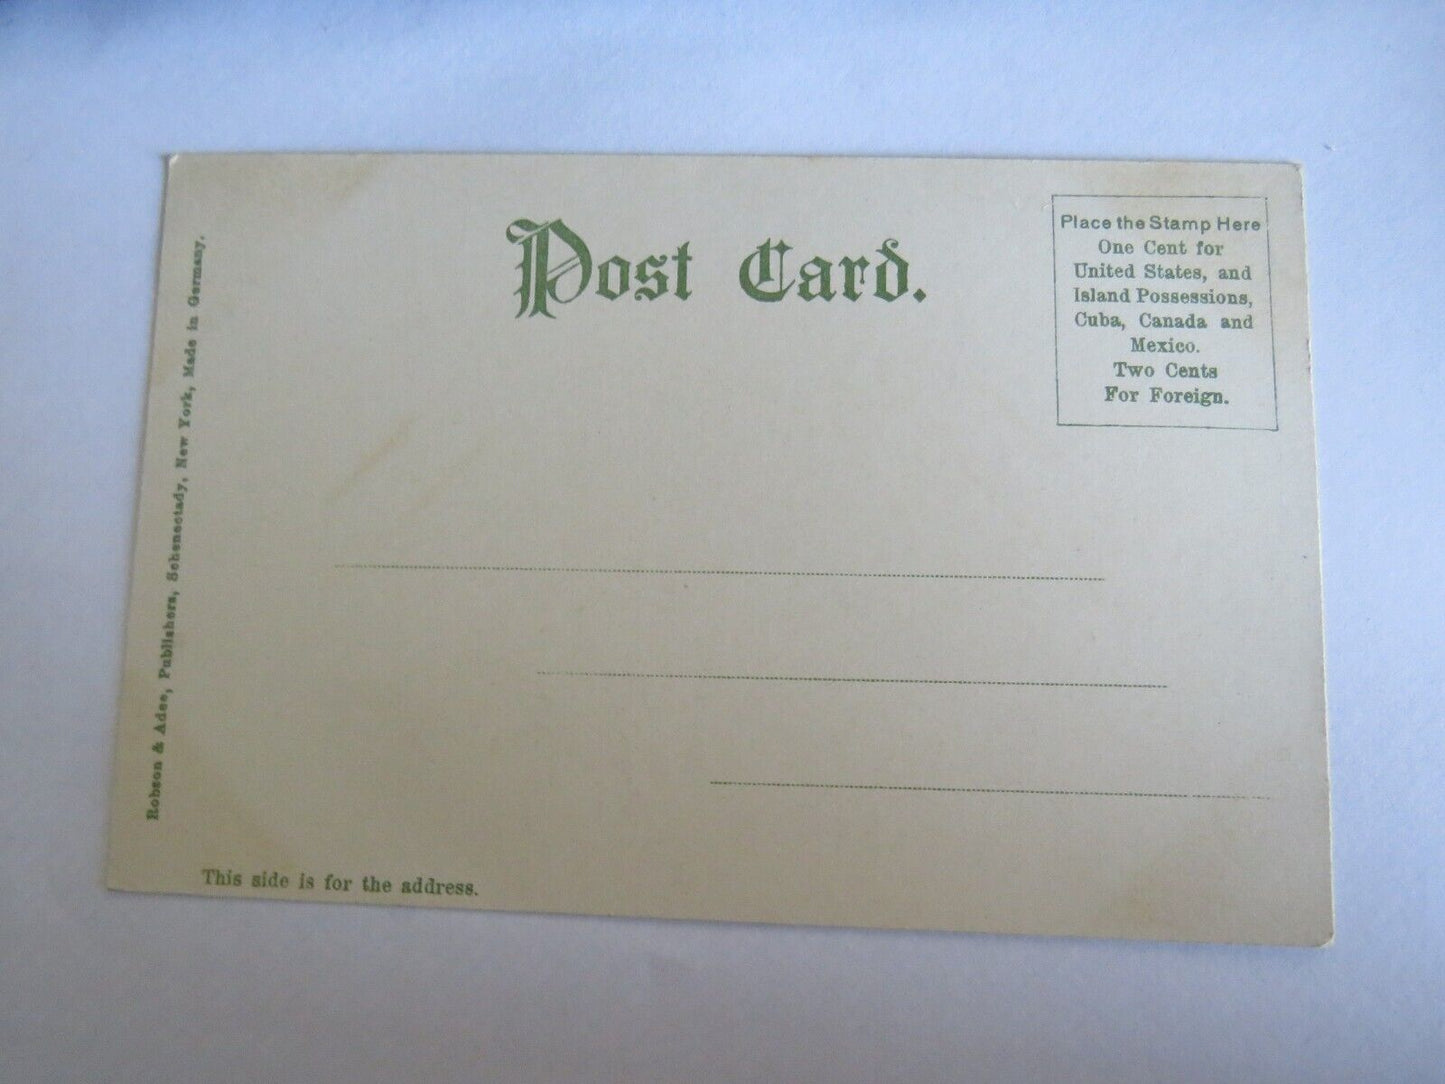 Post Card.
Place the Stamp Here
One Cent for
United States, and
Island Possessions,
Cuba, Canada and
Mexico.
Two Cents
For Foreign.
Robson & Adee, Publishers, Schenectady, New York, Made in Germany.
This side is for the address.